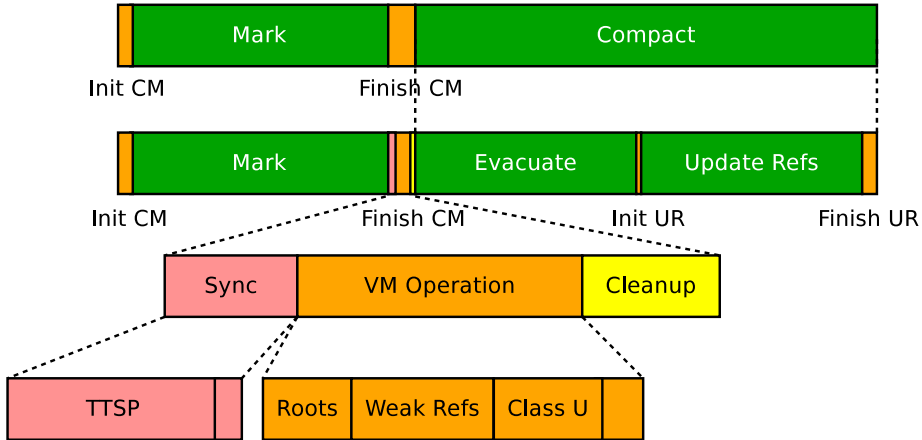 Mark
Compact
Init CM
Finish CM
Mark
Evacuate
Update Refs
Init CM
Finish CM
Init UR
Finish UR
Sync
VM Operation
Cleanup
TTSP
Roots
Weak Refs
Class U